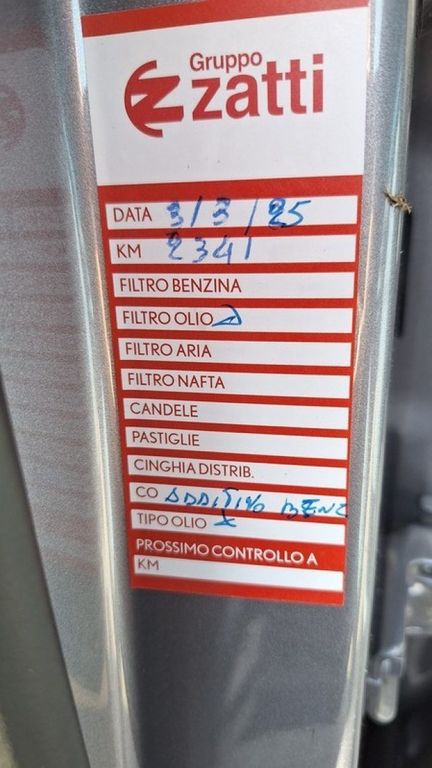 Gruppo
zatti
DATA 3/3/25
KM 2341
FILTRO BENZINA
FILTRO OLIO
FILTRO ARIA
FILTRO NAFTA
CANDELE
PASTIGLIE
CINGHIA DISTRIB.
CO ADDITIVO BENZ
TIPO OLIO X
PROSSIMO CONTROLLO A
KM